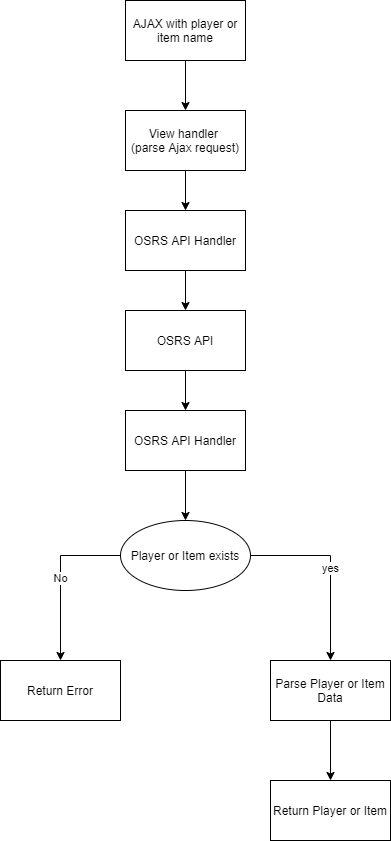 AJAX with player or
item name
View handler
(parse Ajax request)
OSRS API Handler
OSRS API
OSRS API Handler
Player or Item exists
No
yes
Return Error
Parse Player or Item
Data
Return Player or Item